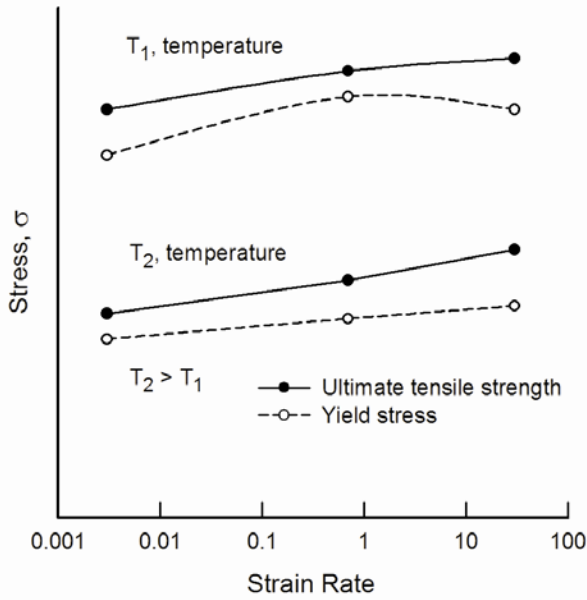 T1, temperature
T2, temperature
T2 > T1
Ultimate tensile strength
Yield stress
Stress, σ
0.001 0.01 0.1 1 10 100
Strain Rate